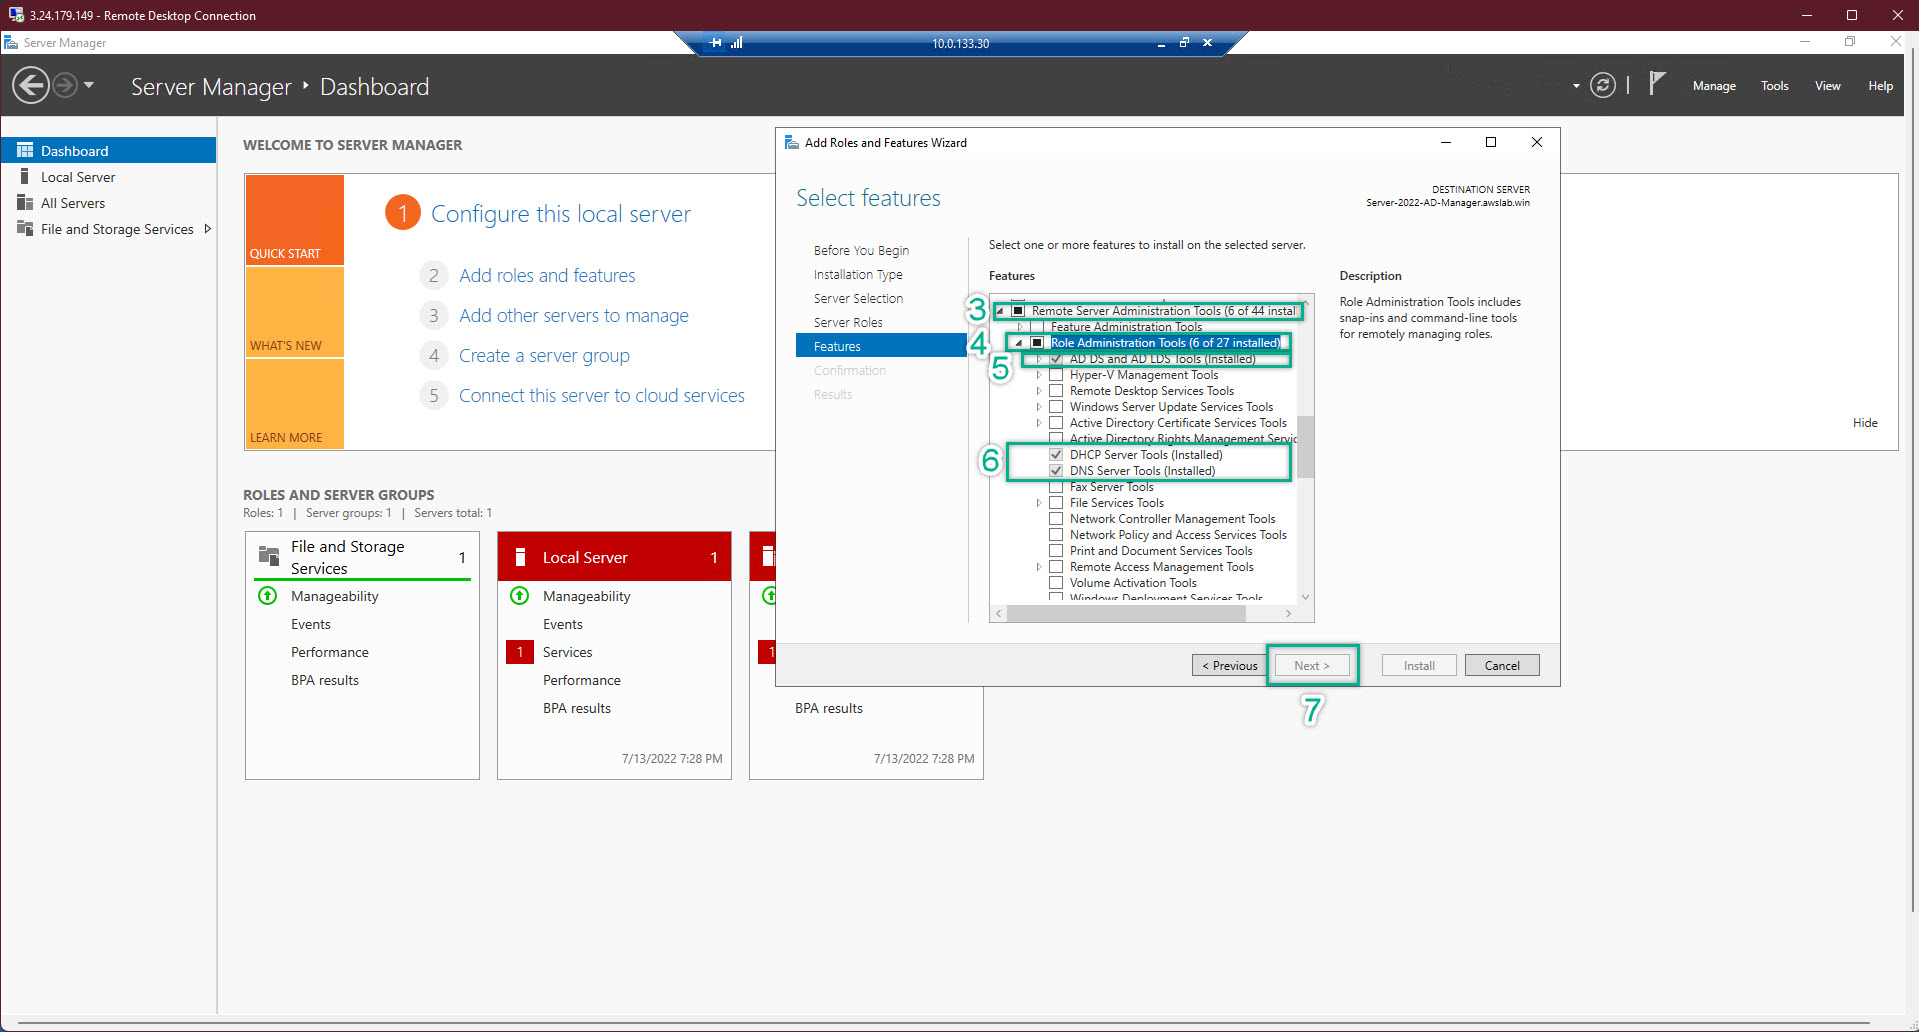 3.24.179.149 - Remote Desktop Connection
Server Manager
10.0.133.30
Server Manager
Dashboard
Manage
Tools
View
Help
Dashboard
Local Server
All Servers
File and Storage Services
WELCOME TO SERVER MANAGER
QUICK START
WHAT'S NEW
LEARN MORE
1 Configure this local server
2 Add roles and features
3 Add other servers to manage
4 Create a server group
5 Connect this server to cloud services
Hide
ROLES AND SERVER GROUPS
Roles: 1 | Server groups: 1 | Servers total: 1
File and Storage
Services
1
Manageability
Events
Performance
BPA results
Local Server 1
Manageability
Events
1 Services
Performance
BPA results
7/13/2022 7:28 PM
1
BPA results
7/13/2022 7:28 PM
Add Roles and Features Wizard
Select features
DESTINATION SERVER
Server-2022-AD-Manager.awslab.win
Before You Begin
Installation Type
Server Selection
Server Roles
Features
Confirmation
Results
Select one or more features to install on the selected server.
Features
3 Remote Server Administration Tools (6 of 44 instal
Feature Administration Tools
4 Role Administration Tools (6 of 27 installed)
5 AD DS and AD LDS Tools (Installed)
Hyper-V Management Tools
Remote Desktop Services Tools
Windows Server Update Services Tools
Active Directory Certificate Services Tools
Active Directory Rights Management Servic
6 DHCP Server Tools (Installed)
DNS Server Tools (Installed)
Fax Server Tools
File Services Tools
Network Controller Management Tools
Network Policy and Access Services Tools
Print and Document Services Tools
Remote Access Management Tools
Volume Activation Tools
Windows Deployment Services Tools
Description
Role Administration Tools includes
snap-ins and command-line tools
for remotely managing roles.
< Previous
Next >
Install
Cancel
7